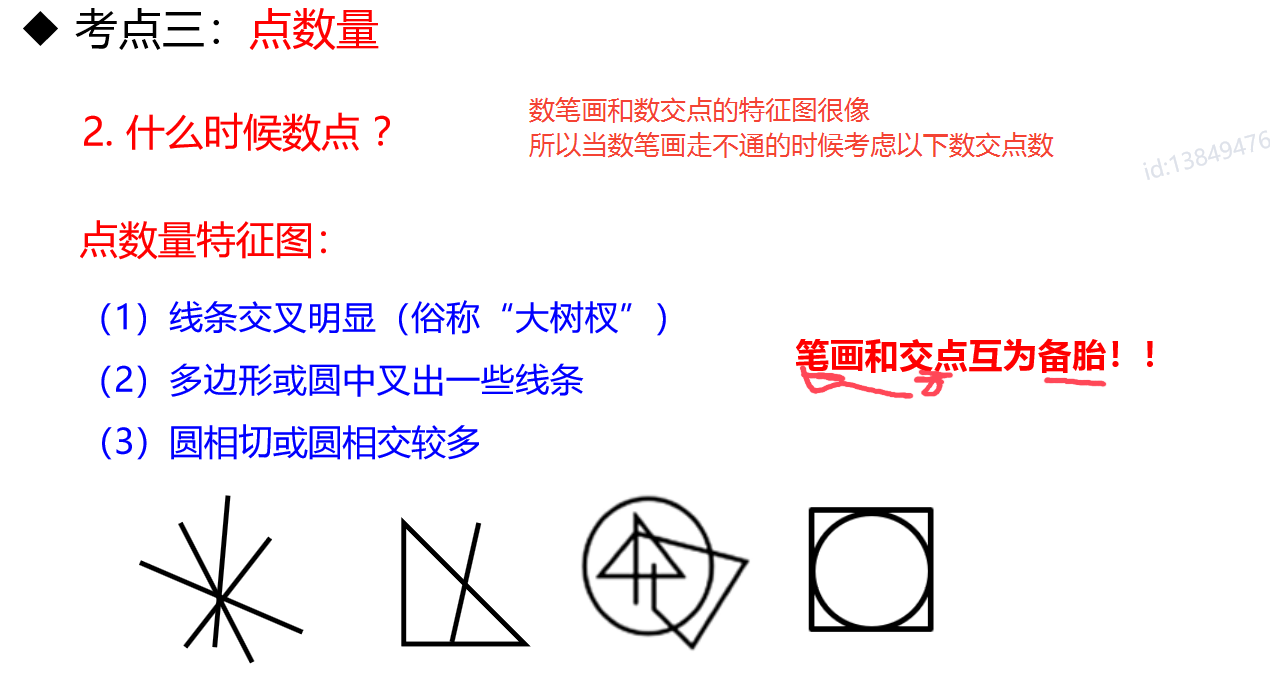 ◆ 考点三：点数量
2. 什么时候数点？
数笔画和数交点的特征图很像
所以当数笔画走不通的时候考虑以下数交点数
id:13849476
点数量特征图：
（1）线条交叉明显（俗称“大树杈”）
（2）多边形或圆中叉出一些线条
（3）圆相切或圆相交较多
笔画和交点互为备胎！！